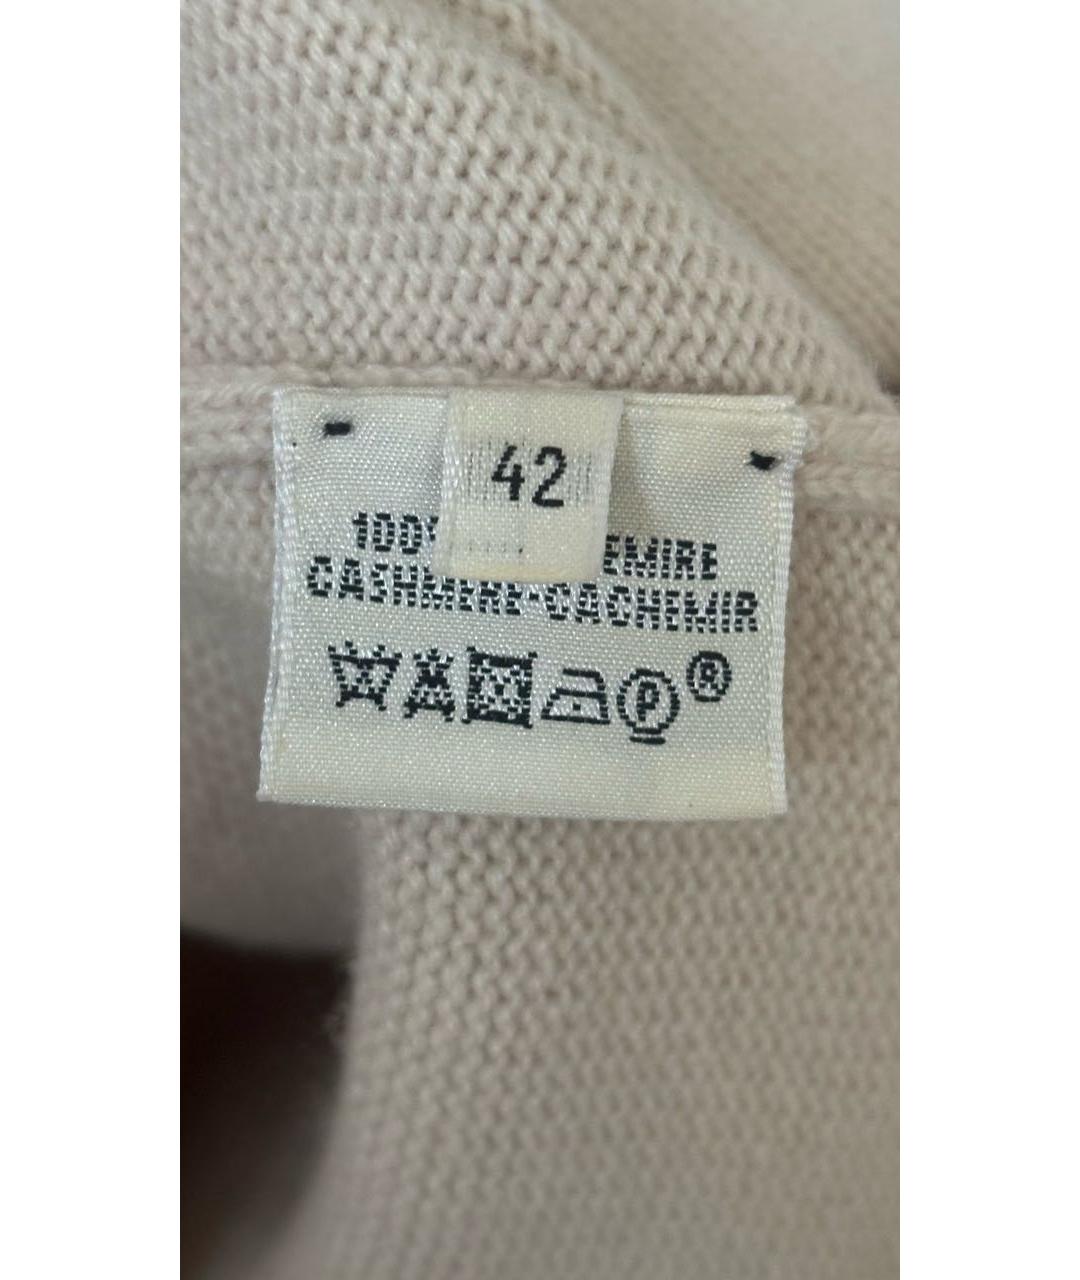 42
100%
CASHMERE-CACHEMIR
P ®